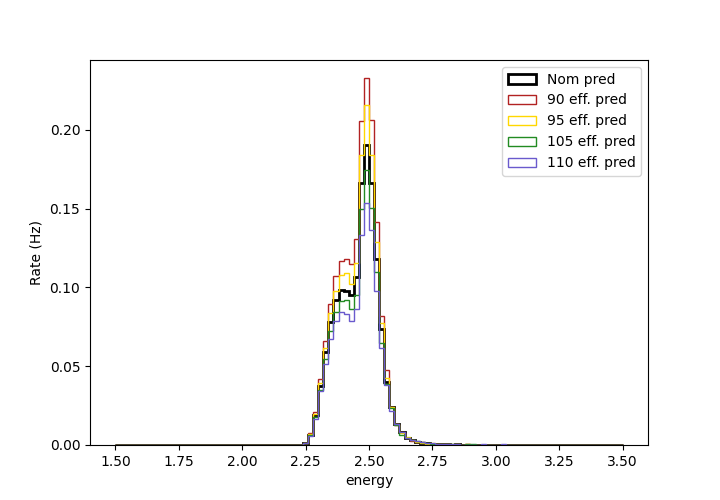 Nom pred
90 eff. pred
95 eff. pred
105 eff. pred
110 eff. pred
Rate (Hz)
0.20
0.15
0.10
0.05
0.00
1.50 1.75 2.00 2.25 2.50 2.75 3.00 3.25 3.50
energy